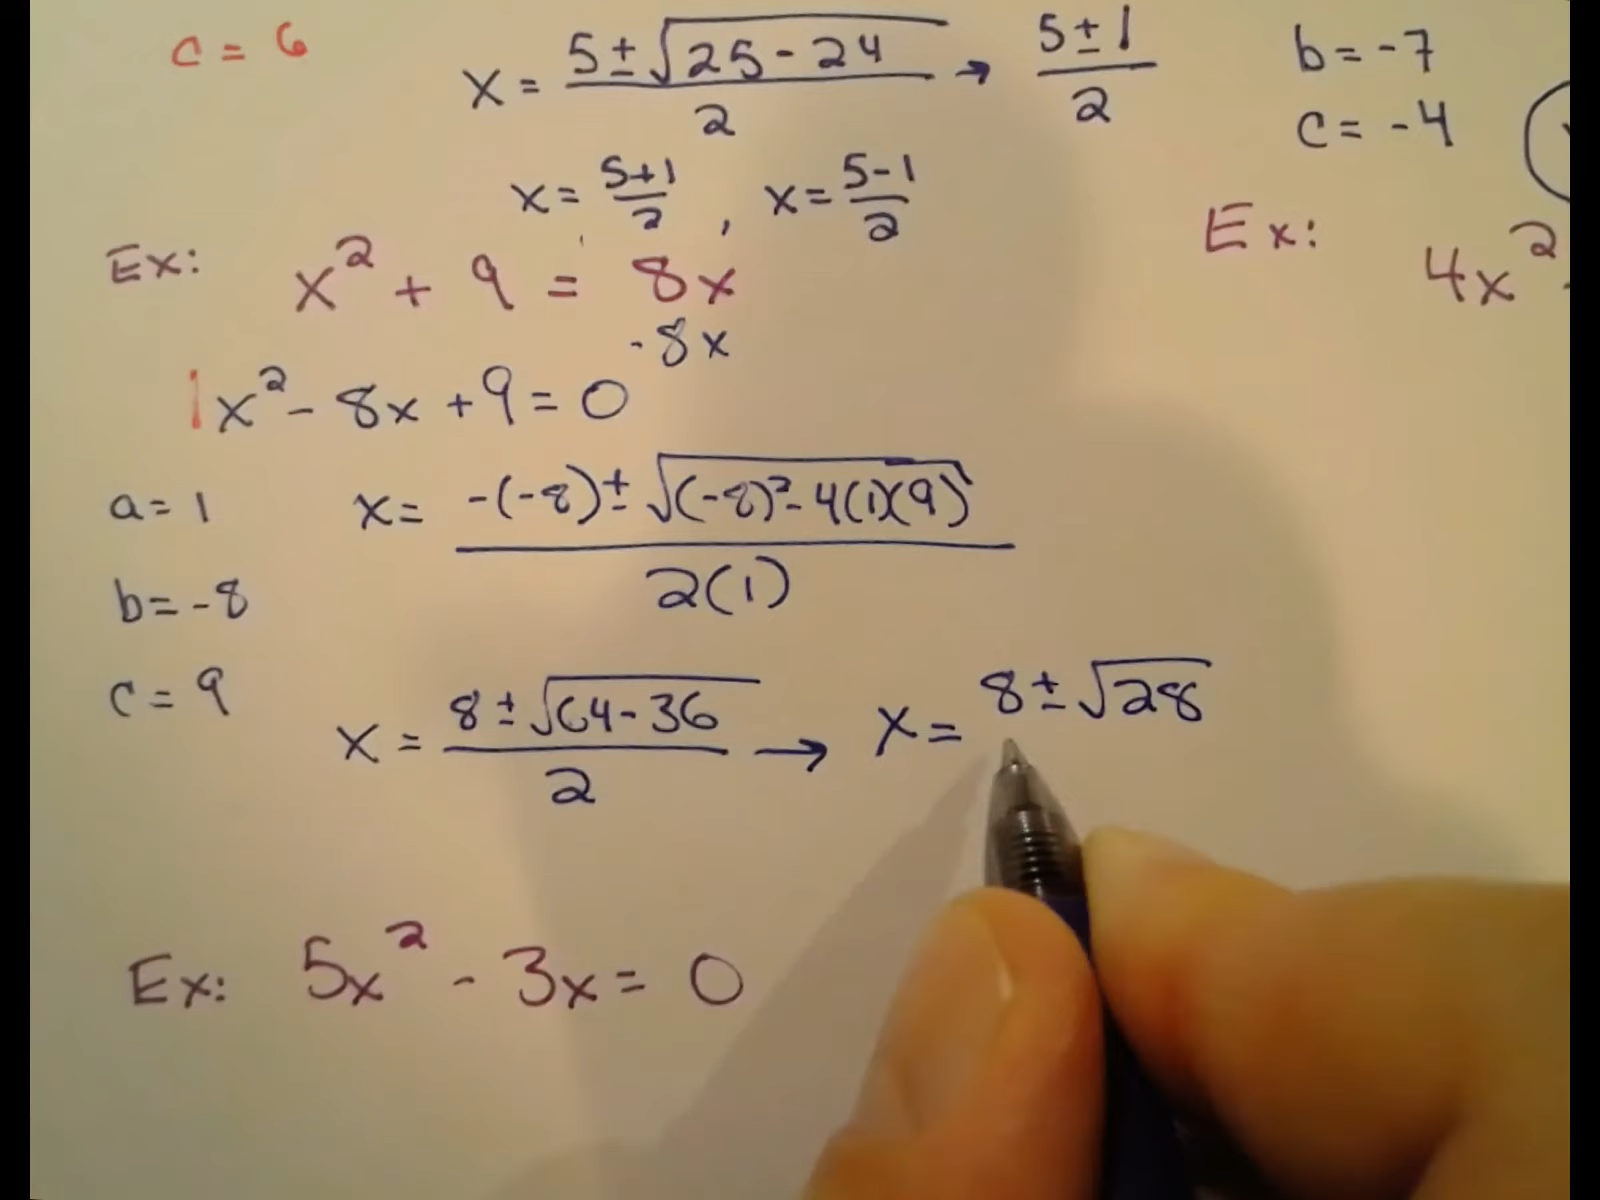 c = 6
x = (5 ± √(25 - 24))/2 → (5 ± 1)/2
b = -7
c = -4
x = (5+1)/2 , x = (5-1)/2
Ex: x² + 9 = 8x
-8x
Ex: 4x²
1x² - 8x + 9 = 0
a = 1
x = (-(-8) ± √((-8)² - 4(1)(9)))/(2(1))
b = -8
c = 9
x = (8 ± √(64 - 36))/2 → x = 8 ± √28
Ex: 5x² - 3x = 0